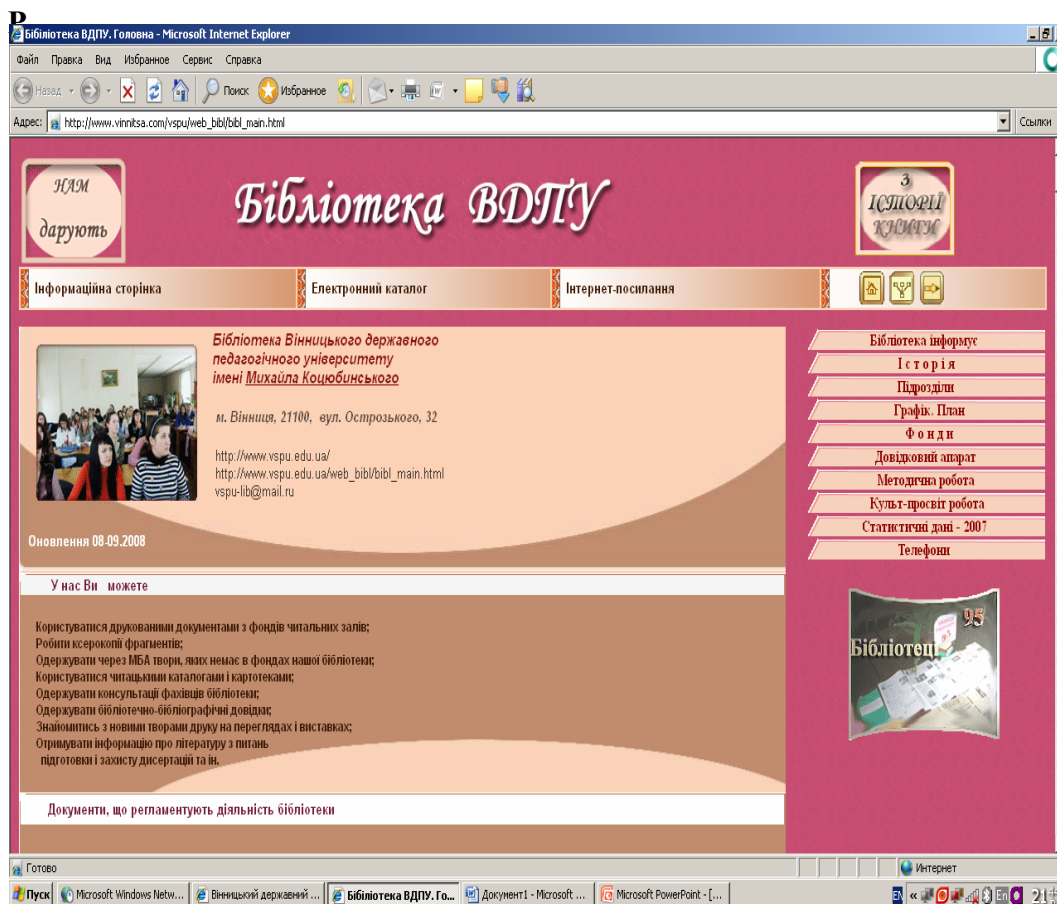 Р
Бібіліотека ВДПУ. Головна - Microsoft Internet Explorer
Файл Правка Вид Избранное Сервис Справка
Назад Поиск Избранное
Адрес: http://www.vinnitsa.com/vspu/web_bibl/bibl_main.html Ссылки
НАМ
дарують
Бібліотека ВДПУ
З
ІСТОРІЇ
КНИГИ
Інформаційна сторінка Електронний каталог Інтернет-посилання
Бібліотека Вінницького державного
педагогічного університету
імені Михайла Коцюбинського
м. Вінниця, 21100, вул. Острозького, 32
http://www.vspu.edu.ua/
http://www.vspu.edu.ua/web_bibl/bibl_main.html
vspu-lib@mail.ru
Оновлення 08-09.2008
Бібліотека інформує
Історія
Підрозділи
Графік. План
Фонди
Довідковий апарат
Методична робота
Культ-просвіт робота
Статистичні дані - 2007
Телефони
95
Бібліотеці
У нас Ви можете
Користуватися друкованими документами з фондів читальних залів;
Робити ксерокопії фрагментів;
Одержувати через МБА твори, яких немає в фондах нашої бібліотеки;
Користуватися читацькими каталогами і картотеками;
Одержувати консультації фахівців бібліотеки;
Одержувати бібліотечно-бібліографічні довідки;
Знайомитись з новими творами друку на переглядах і виставках;
Отримувати інформацію про літературу з питань
підготовки і захисту дисертацій та ін.
Документи, що регламентують діяльність бібліотеки
Готово Интернет
Пуск Microsoft Windows Netw... Вінницький державний ... Бібіліотека ВДПУ. Го... Документ1 - Microsoft ... Microsoft PowerPoint - [... EN « En 21